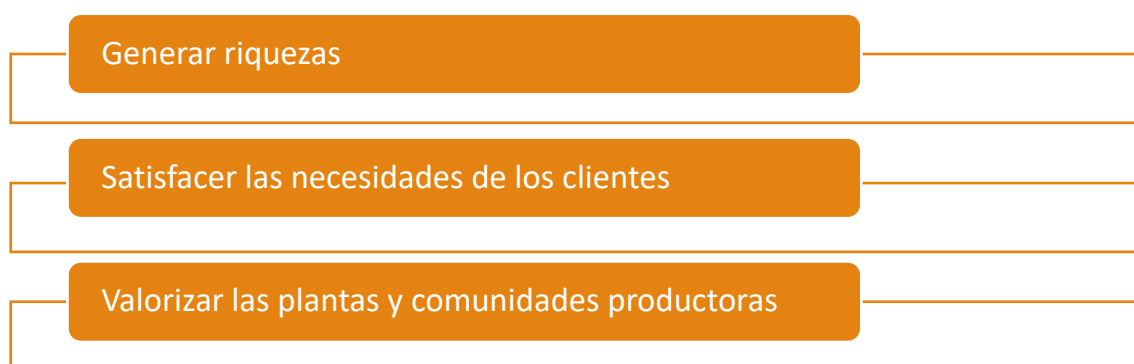 Generar riquezas
Satisfacer las necesidades de los clientes
Valorizar las plantas y comunidades productoras